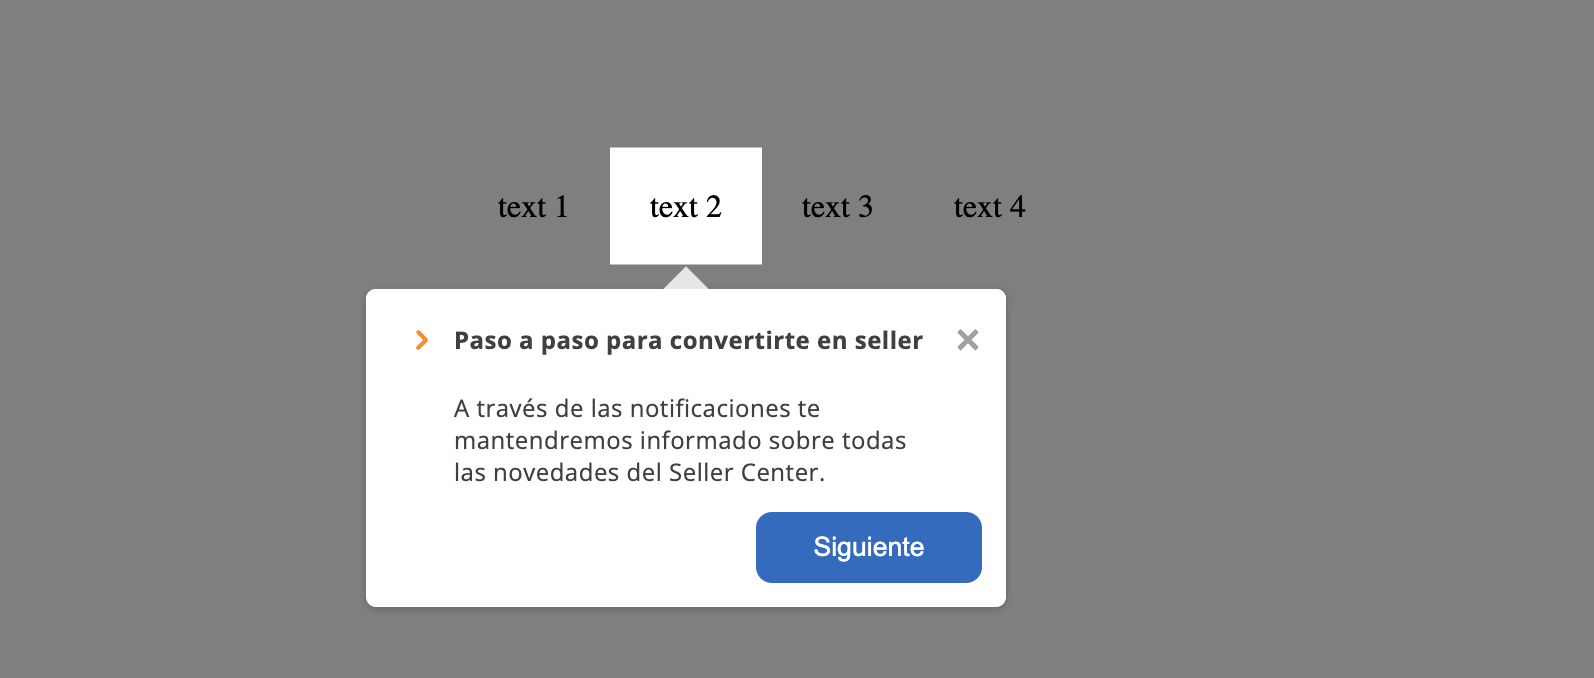 text 1 text 2 text 3 text 4
Paso a paso para convertirte en seller
A través de las notificaciones te
mantendremos informado sobre todas
las novedades del Seller Center.
Siguiente